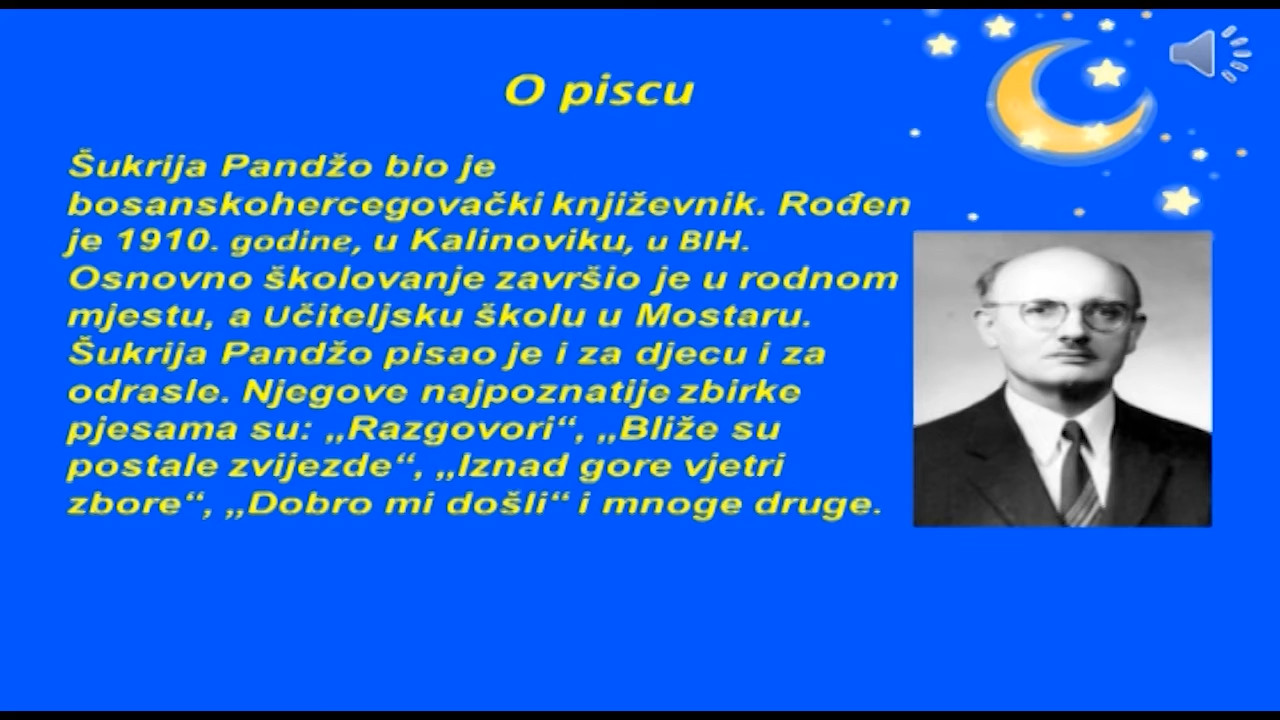 O piscu
Šukrija Pandžo bio je
bosanskohercegovački književnik. Rođen
je 1910. godine, u Kalinoviku, u BIH.
Osnovno školovanje završio je u rodnom
mjestu, a Učiteljsku školu u Mostaru.
Šukrija Pandžo pisao je i za djecu i za
odrasle. Njegove najpoznatije zbirke
pjesama su: „Razgovori“, „Bliže su
postale zvijezde“, „Iznad gore vjetri
zbore“, „Dobro mi došli“ i mnoge druge.